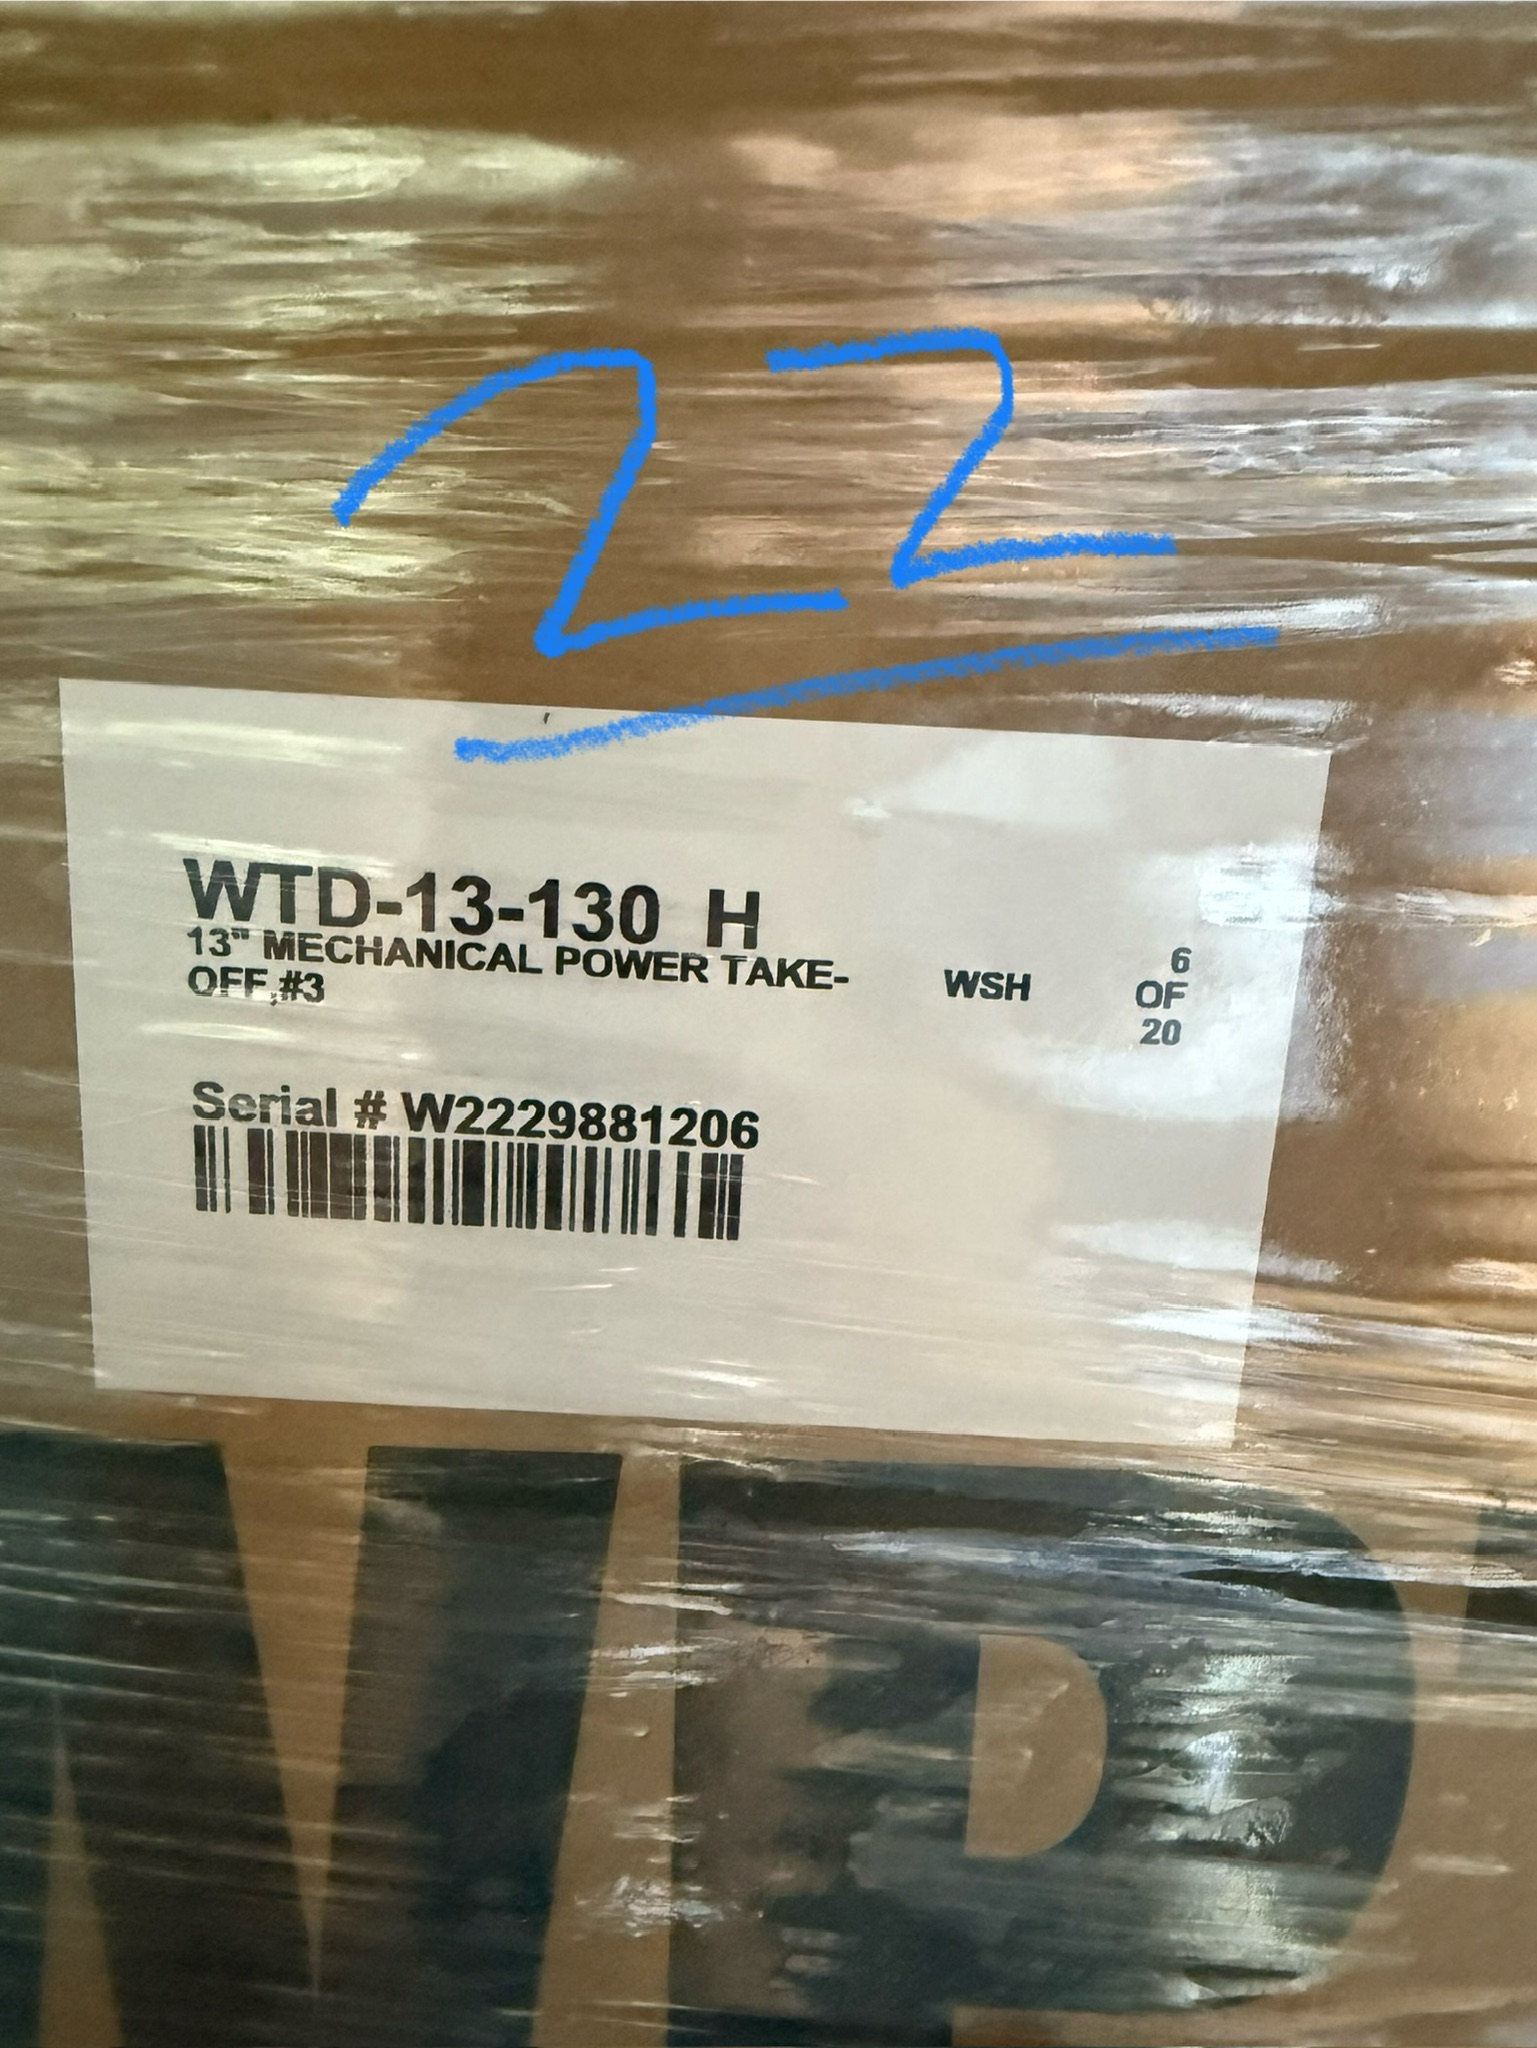 22
WTD-13-130 H
13" MECHANICAL POWER TAKE-
OFF,#3
WSH
6
OF
20
Serial # W2229881206